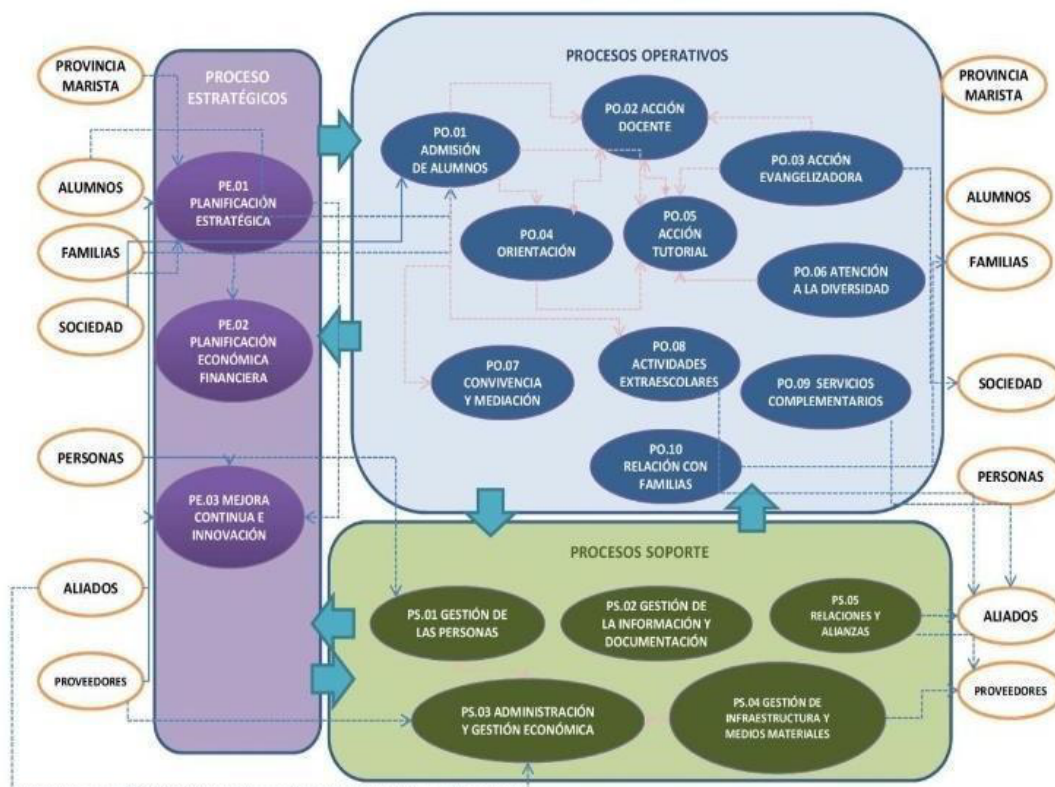 PROVINCIA
MARISTA
ALUMNOS
FAMILIAS
SOCIEDAD
PERSONAS
ALIADOS
PROVEEDORES
PROCESO
ESTRATÉGICOS
PE.01
PLANIFICACIÓN
ESTRATÉGICA
PE.02
PLANIFICACIÓN
ECONÓMICA
FINANCIERA
PE.03 MEJORA
CONTINUA E
INNOVACIÓN
PROCESOS OPERATIVOS
PO.01
ADMISIÓN
DE ALUMNOS
PO.02 ACCIÓN
DOCENTE
PO.03 ACCIÓN
EVANGELIZADORA
PO.04
ORIENTACIÓN
PO.05
ACCIÓN
TUTORIAL
PO.06 ATENCIÓN
A LA DIVERSIDAD
PO.07
CONVIVENCIA
Y MEDIACIÓN
PO.08
ACTIVIDADES
EXTRAESCOLARES
PO.09 SERVICIOS
COMPLEMENTARIOS
PO.10
RELACIÓN CON
FAMILIAS
PROCESOS SOPORTE
PS.01 GESTIÓN DE
LAS PERSONAS
PS.02 GESTIÓN DE
LA INFORMACIÓN Y
DOCUMENTACIÓN
PS.05
RELACIONES Y
ALIANZAS
PS.03 ADMINISTRACIÓN
Y GESTIÓN ECONÓMICA
PS.04 GESTIÓN DE
INFRAESTRUCTURA Y
MEDIOS MATERIALES
PROVINCIA
MARISTA
ALUMNOS
FAMILIAS
SOCIEDAD
PERSONAS
ALIADOS
PROVEEDORES